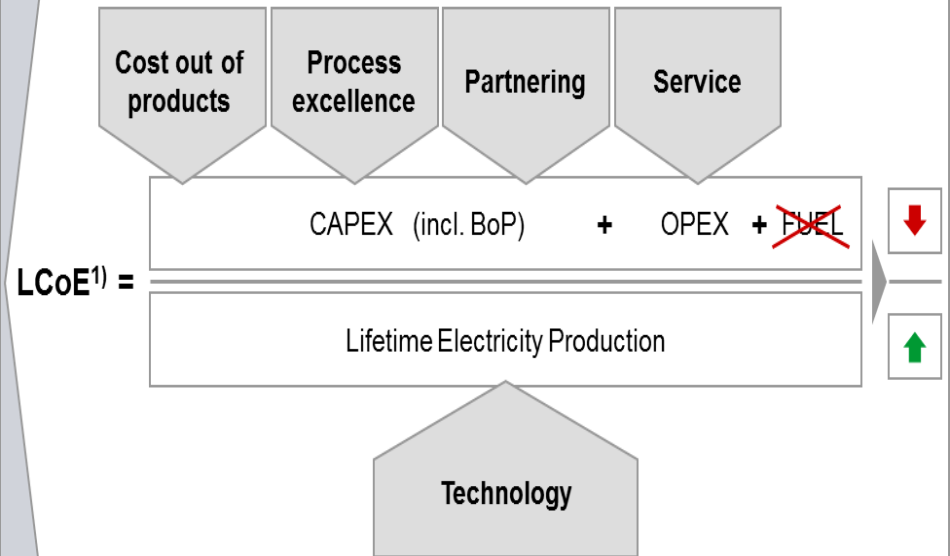 Cost out of
products
Process
excellence
Partnering
Service
CAPEX (incl. BoP) + OPEX + FUEL
LCoE1) =
Lifetime Electricity Production
Technology